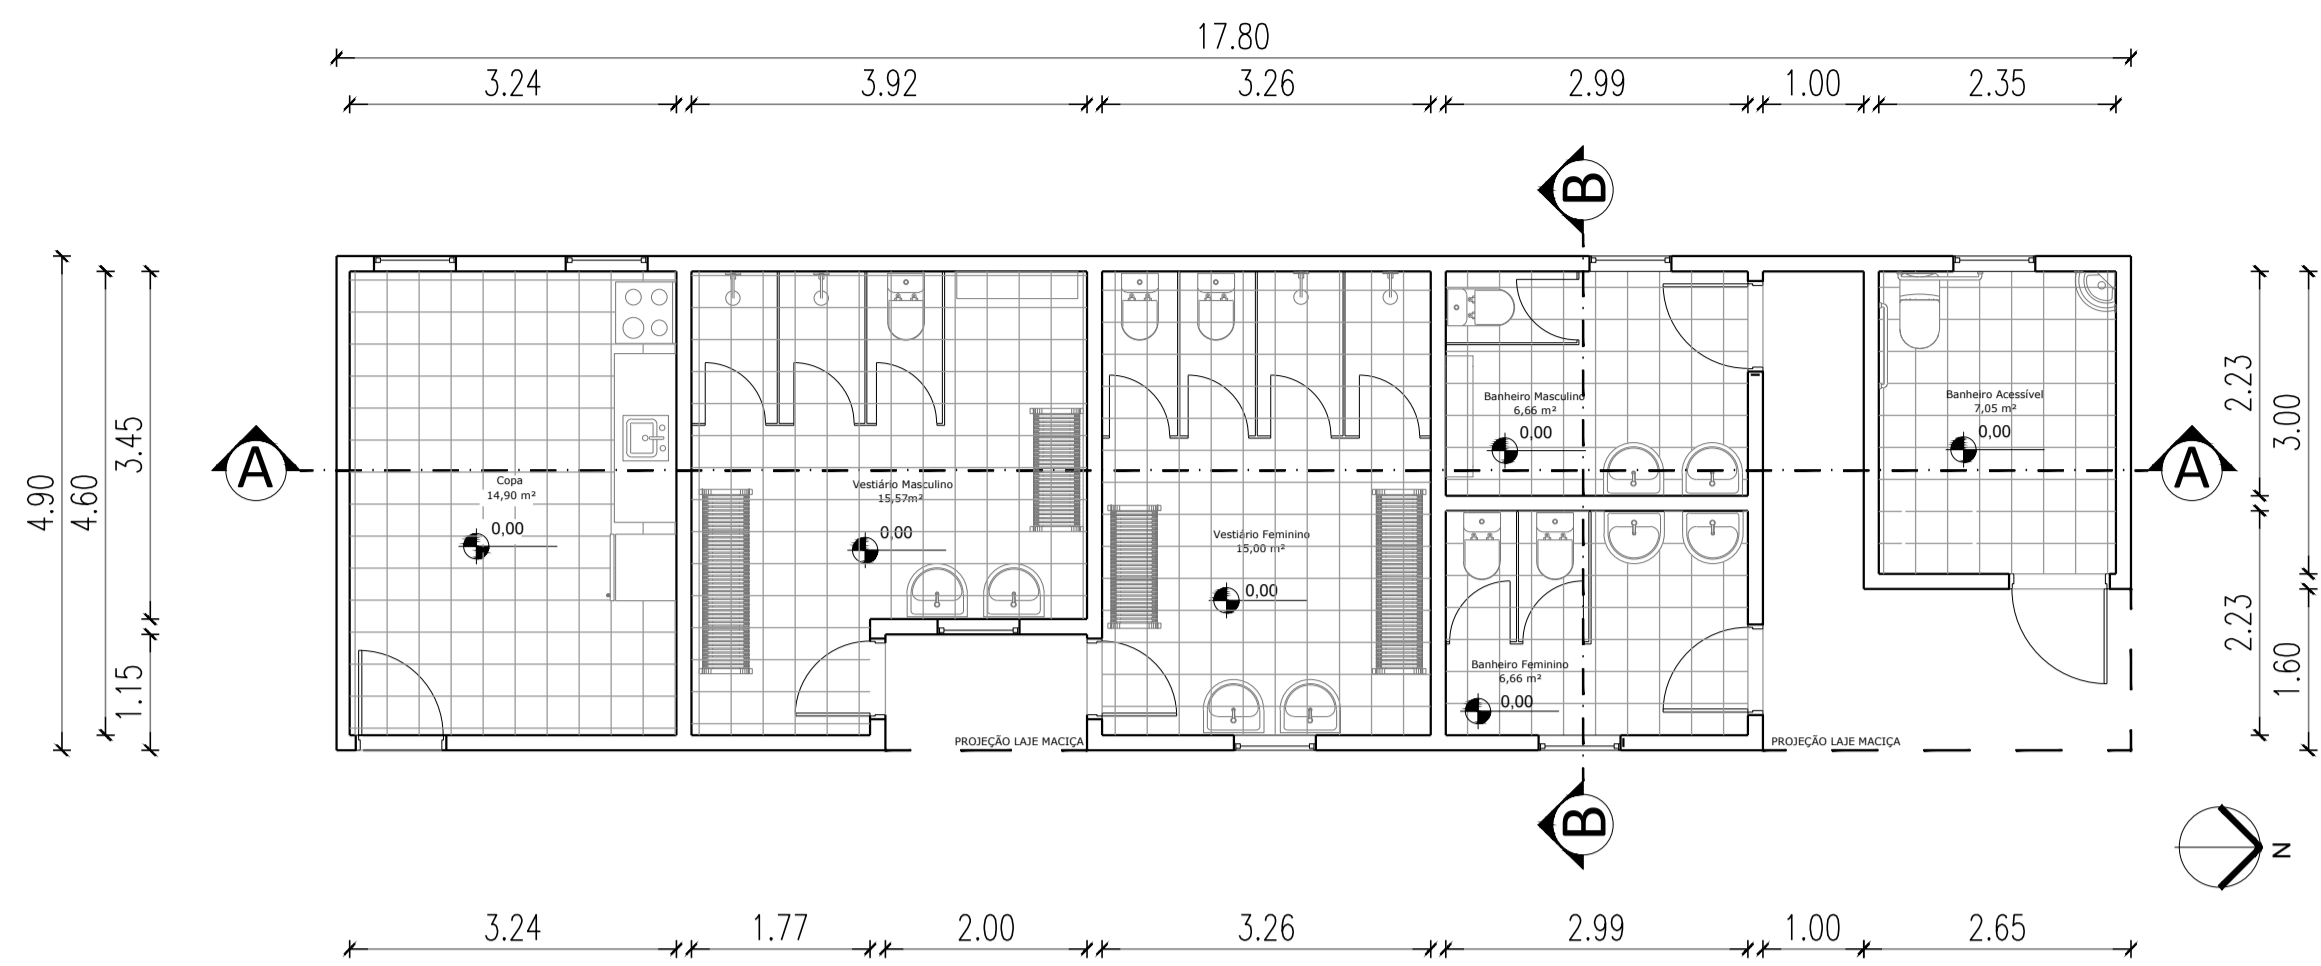 17.80
3.24 3.92 3.26 2.99 1.00 2.35
B
4.90
4.60
3.45
1.15
A
Copa
14,90 m²
0,00
Vestiário Masculino
15,57m²
0,00
Vestiário Feminino
15,00 m²
0,00
Banheiro Masculino
6,66 m²
0,00
Banheiro Feminino
6,66 m²
0,00
Banheiro Acessível
7,05 m²
0,00
A
2.23
3.00
2.23
1.60
PROJEÇÃO LAJE MACIÇA
PROJEÇÃO LAJE MACIÇA
B
N
3.24 1.77 2.00 3.26 2.99 1.00 2.65